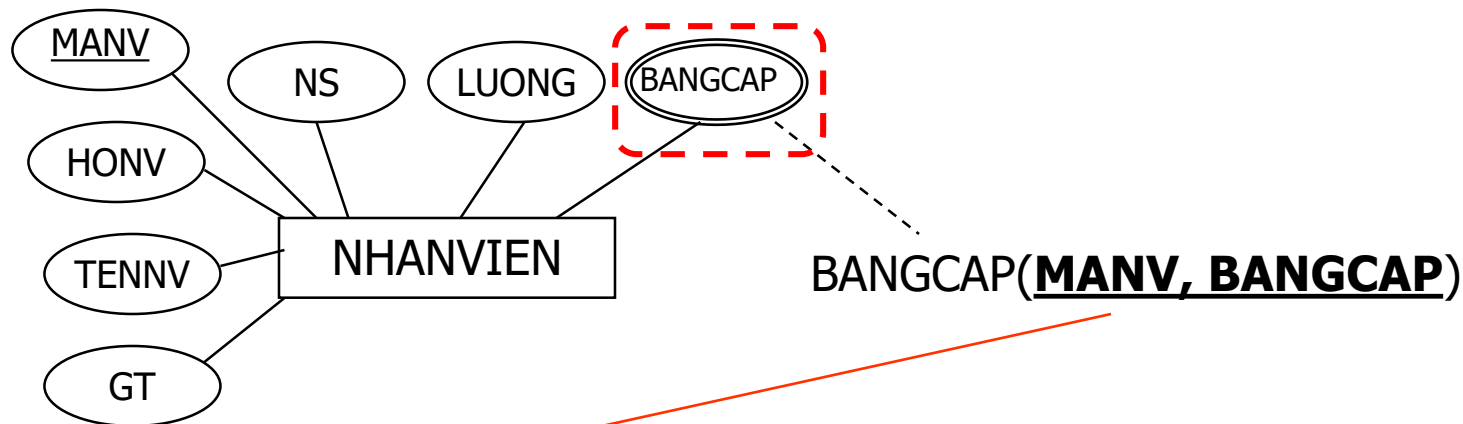 MANV
NS
LUONG
BANGCAP
HONV
TENNV
NHANVIEN
BANGCAP(MANV, BANGCAP)
GT